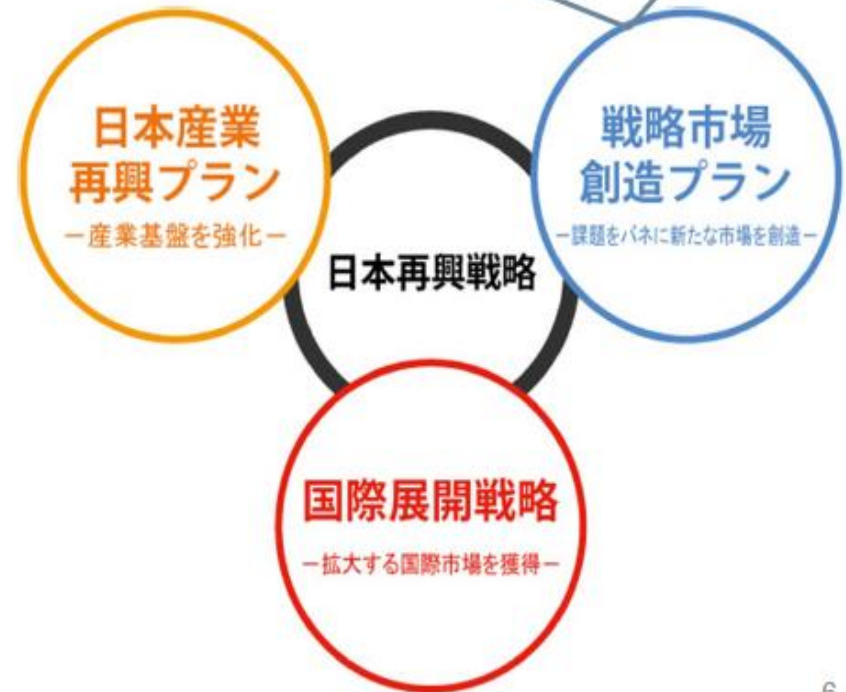 日本産業
再興プラン
ー産業基盤を強化ー
戦略市場
創造プラン
ー課題をバネに新たな市場を創造ー
日本再興戦略
国際展開戦略
ー拡大する国際市場を獲得ー
6